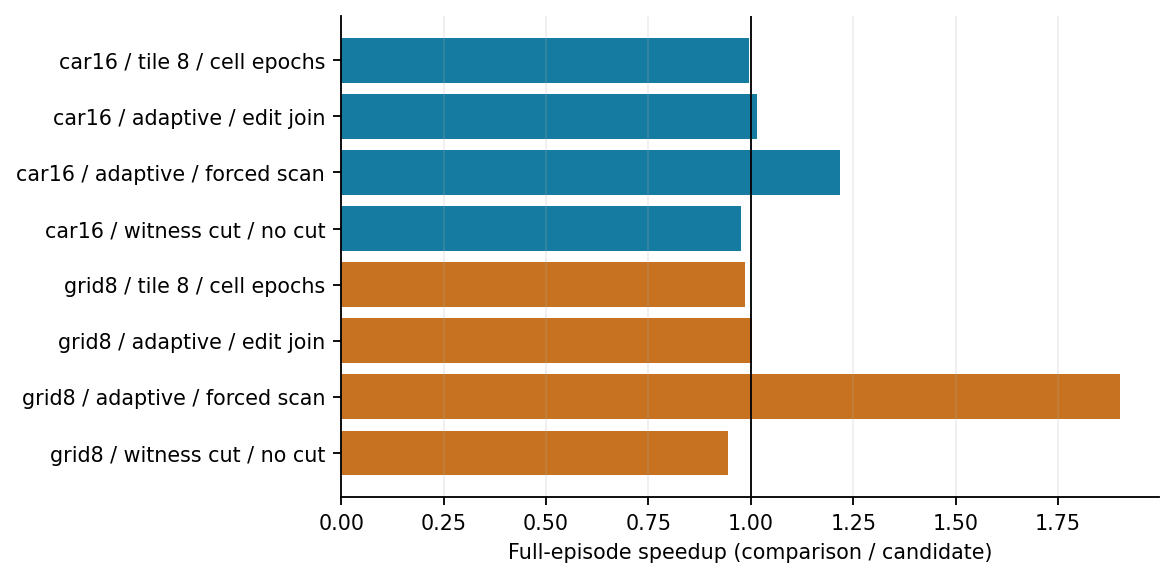 car16 / tile 8 / cell epochs
car16 / adaptive / edit join
car16 / adaptive / forced scan
car16 / witness cut / no cut
grid8 / tile 8 / cell epochs
grid8 / adaptive / edit join
grid8 / adaptive / forced scan
grid8 / witness cut / no cut
0.00 0.25 0.50 0.75 1.00 1.25 1.50 1.75
Full-episode speedup (comparison / candidate)